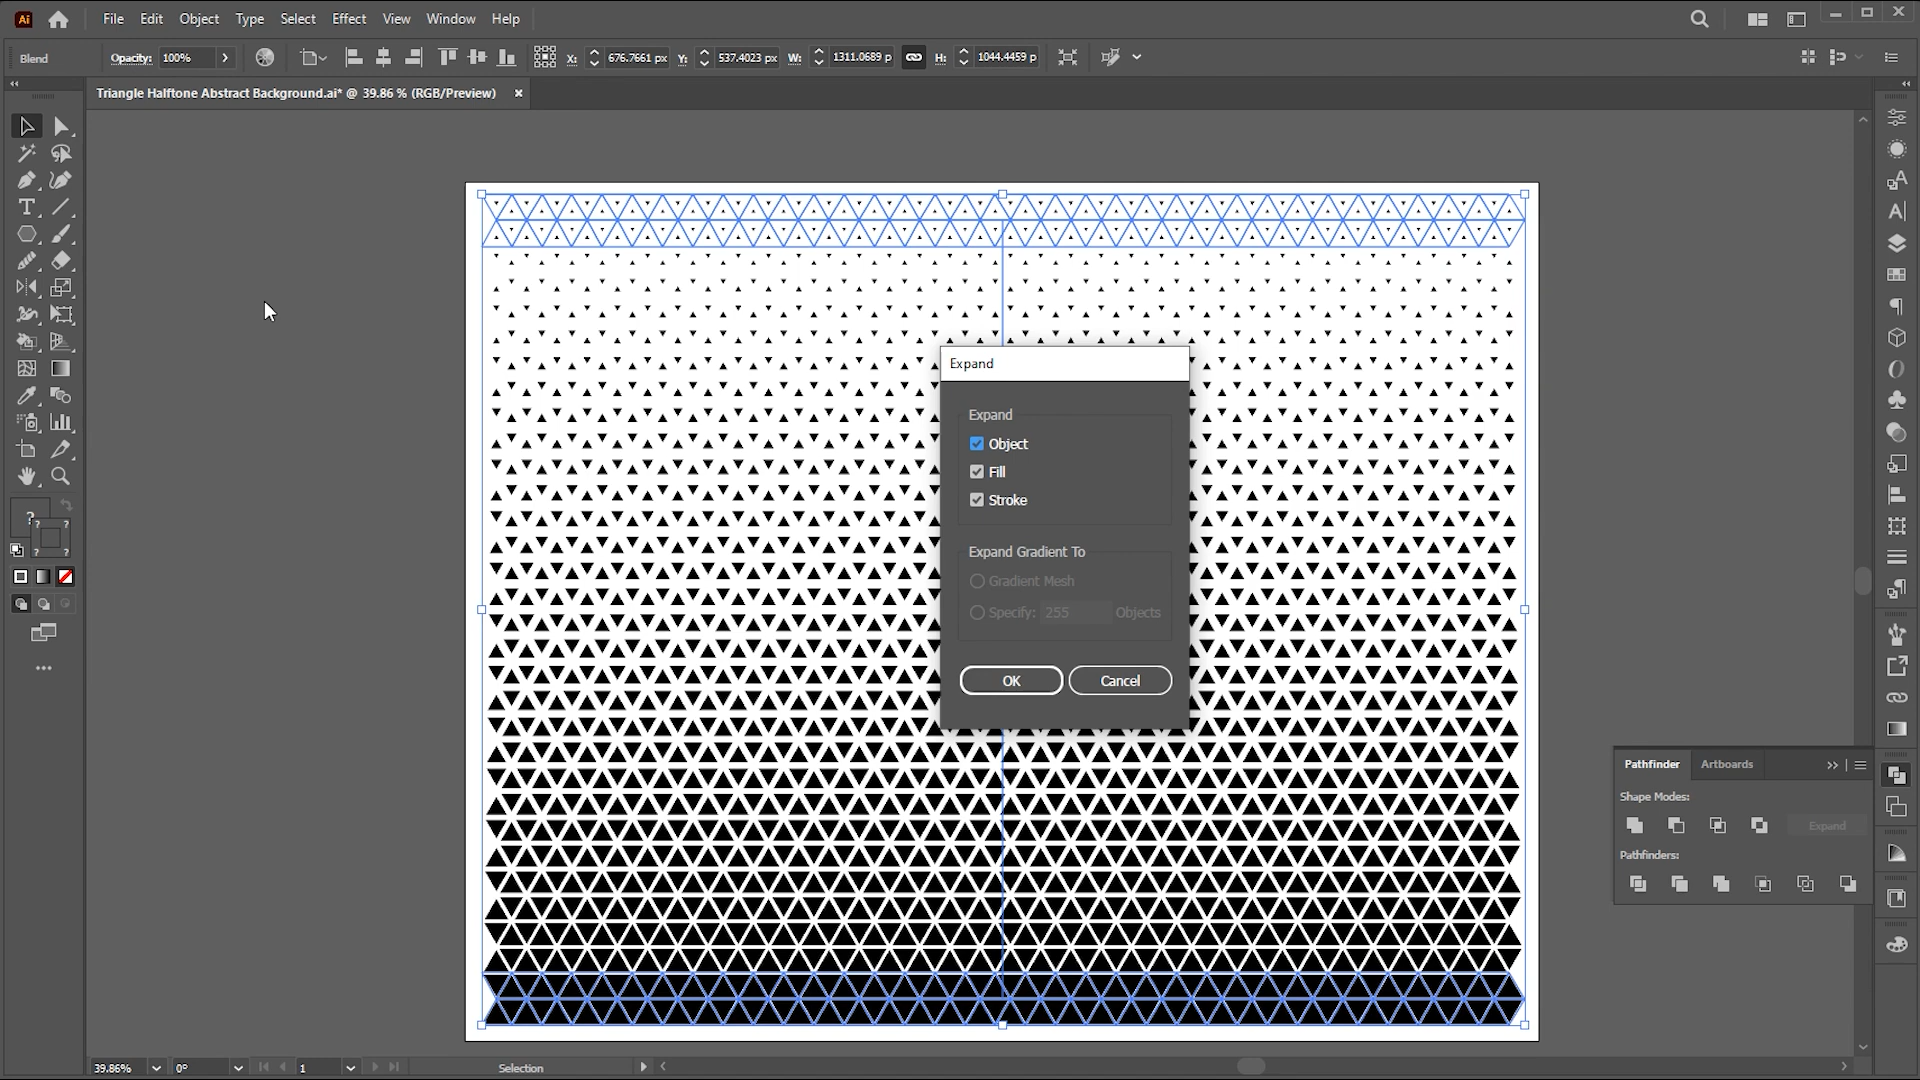 Ai File Edit Object Type Select Effect View Window Help
Blend Opacity: 100% X: 676.7661 px Y: 537.4023 px W: 1311.0689 p H: 1044.4459 p
Triangle Halftone Abstract Background.ai* @ 39.86 % (RGB/Preview)
Expand
Expand
Object
Fill
Stroke
Expand Gradient To
Gradient Mesh
Specify: 255 Objects
OK Cancel
Pathfinder Artboards
Shape Modes:
Expand
Pathfinders:
39.86% 0° 1 Selection